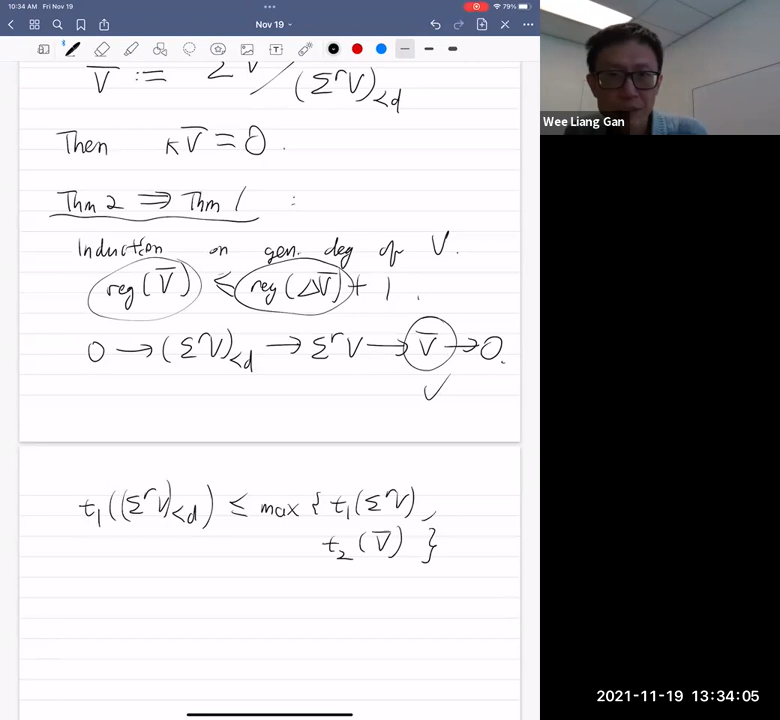 10:34 AM Fri Nov 19
79%
Nov 19
V̅ := Σ V / (Σ^r V)_{<d}
Then κV̅ = 0.
Thm 2 ⟹ Thm 1 :
Induction on gen. deg of V.
reg(V̅) ≤ reg(ΔV̅) + 1 .
0 → (Σ^r V)_{<d} → Σ^r V → V̅ → 0.
✓
t_1((Σ^r V)_{<d}) ≤ max { t_1(Σ^r V) ,
t_2(V̅) }
Wee Liang Gan
2021-11-19 13:34:05